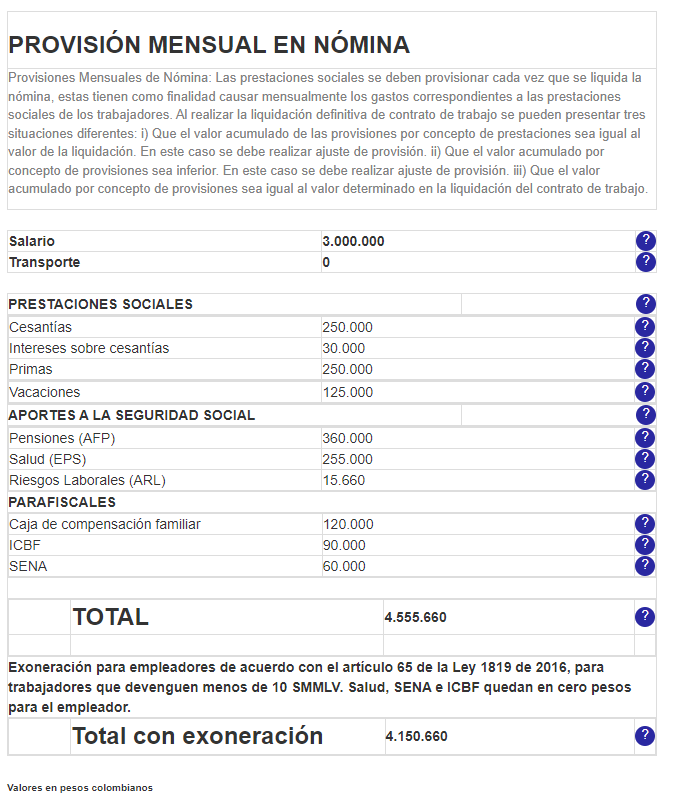 PROVISIÓN MENSUAL EN NÓMINA
Provisiones Mensuales de Nómina: Las prestaciones sociales se deben provisionar cada vez que se liquida la
nómina, estas tienen como finalidad causar mensualmente los gastos correspondientes a las prestaciones
sociales de los trabajadores. Al realizar la liquidación definitiva de contrato de trabajo se pueden presentar tres
situaciones diferentes: i) Que el valor acumulado de las provisiones por concepto de prestaciones sea igual al
valor de la liquidación. En este caso se debe realizar ajuste de provisión. ii) Que el valor acumulado por
concepto de provisiones sea inferior. En este caso se debe realizar ajuste de provisión. iii) Que el valor
acumulado por concepto de provisiones sea igual al valor determinado en la liquidación del contrato de trabajo.
Salario 3.000.000 ?
Transporte 0 ?
PRESTACIONES SOCIALES ?
Cesantías 250.000 ?
Intereses sobre cesantías 30.000 ?
Primas 250.000 ?
Vacaciones 125.000 ?
APORTES A LA SEGURIDAD SOCIAL ?
Pensiones (AFP) 360.000 ?
Salud (EPS) 255.000 ?
Riesgos Laborales (ARL) 15.660 ?
PARAFISCALES
Caja de compensación familiar 120.000 ?
ICBF 90.000 ?
SENA 60.000 ?
TOTAL 4.555.660 ?
Exoneración para empleadores de acuerdo con el artículo 65 de la Ley 1819 de 2016, para
trabajadores que devenguen menos de 10 SMMLV. Salud, SENA e ICBF quedan en cero pesos
para el empleador.
Total con exoneración 4.150.660 ?
Valores en pesos colombianos